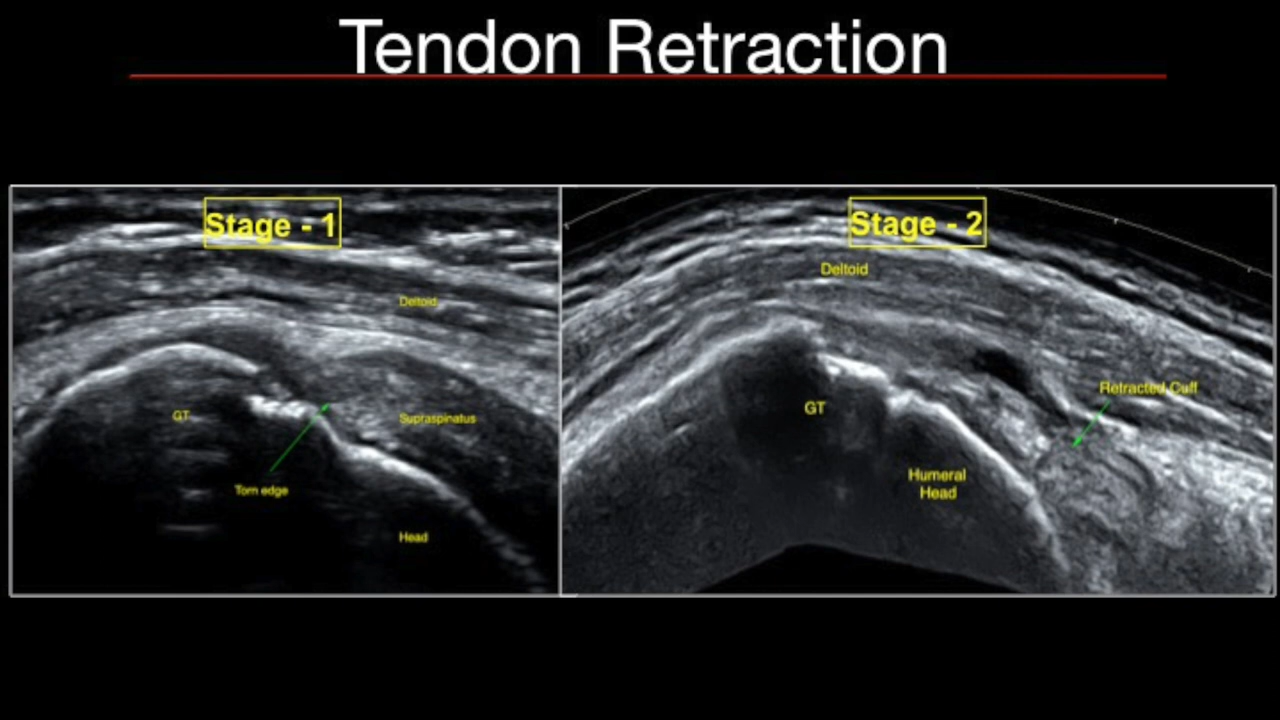 Tendon Retraction
Stage - 1
Deltoid
GT
Supraspinatus
Torn edge
Head
Stage - 2
Deltoid
Retracted Cuff
GT
Humeral
Head